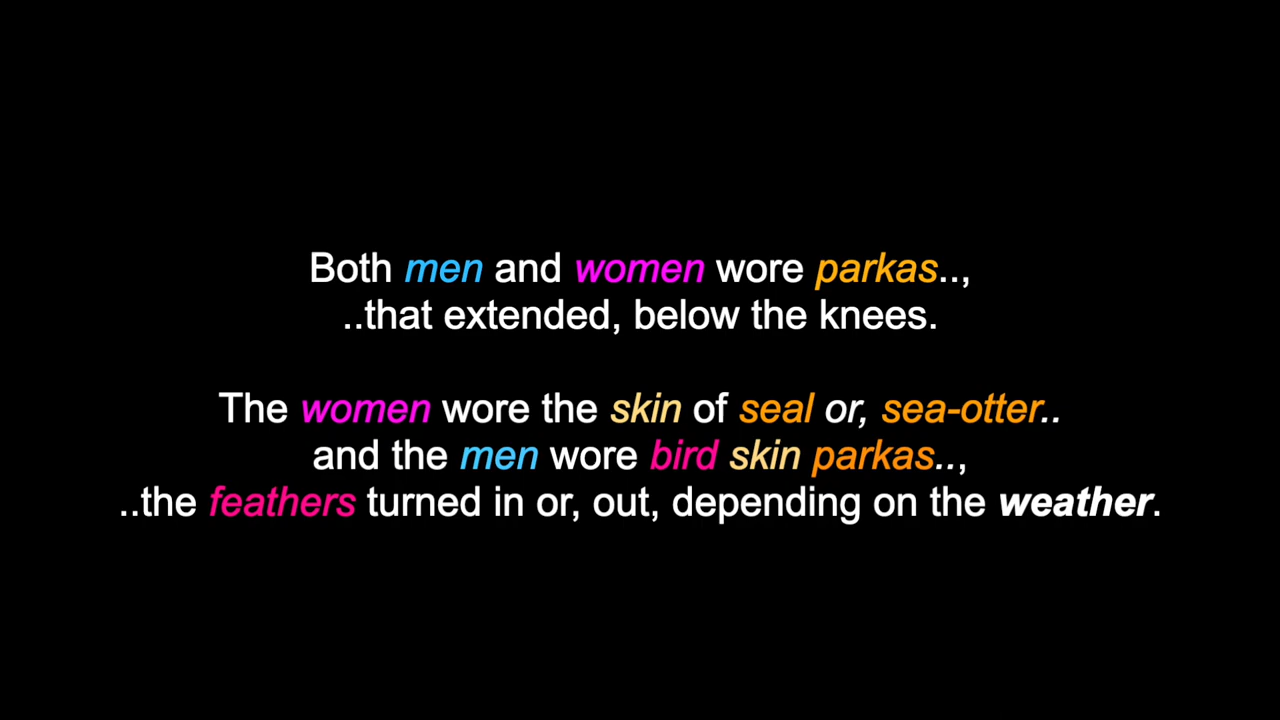 Both men and women wore parkas..,
..that extended, below the knees.
The women wore the skin of seal or, sea-otter..
and the men wore bird skin parkas..,
..the feathers turned in or, out, depending on the weather.